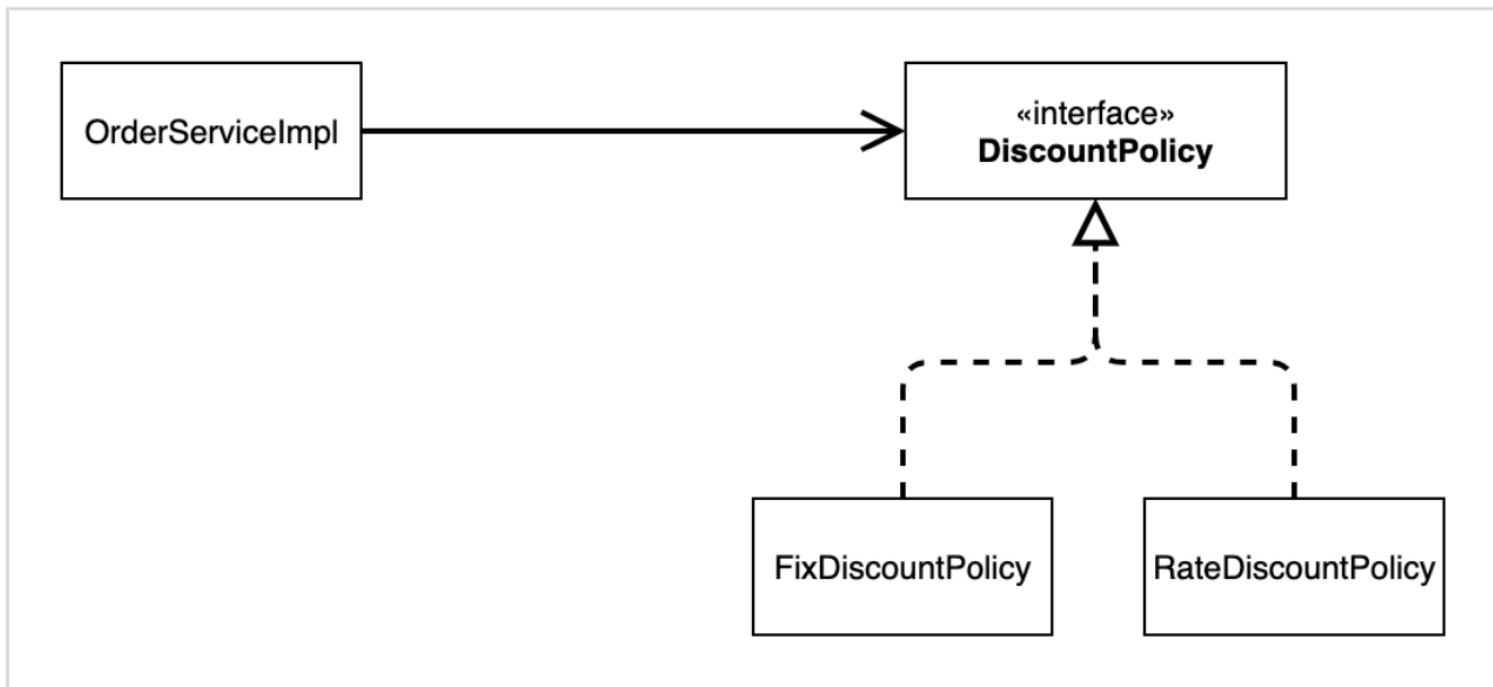 OrderServiceImpl
«interface»
DiscountPolicy
FixDiscountPolicy
RateDiscountPolicy